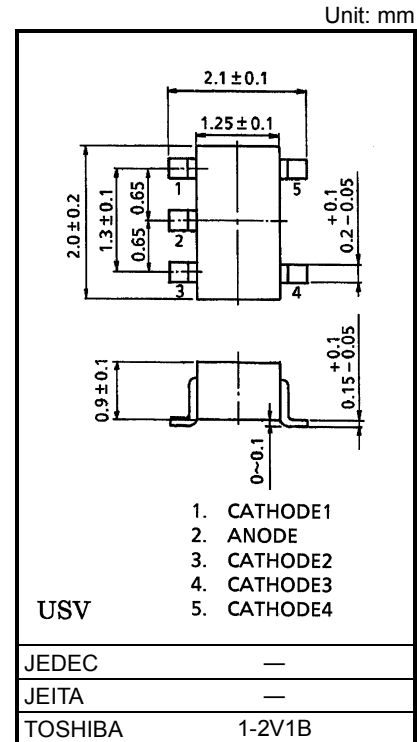 Unit: mm
2.1±0.1
1.25±0.1
1
5
2.0±0.2
1.3±0.1
0.65
0.65
2
3
4
+0.1
0.2-0.05
0.9±0.1
+0.1
0.15-0.05
0~0.1
1. CATHODE1
2. ANODE
3. CATHODE2
4. CATHODE3
5. CATHODE4
USV
JEDEC —
JEITA —
TOSHIBA 1-2V1B